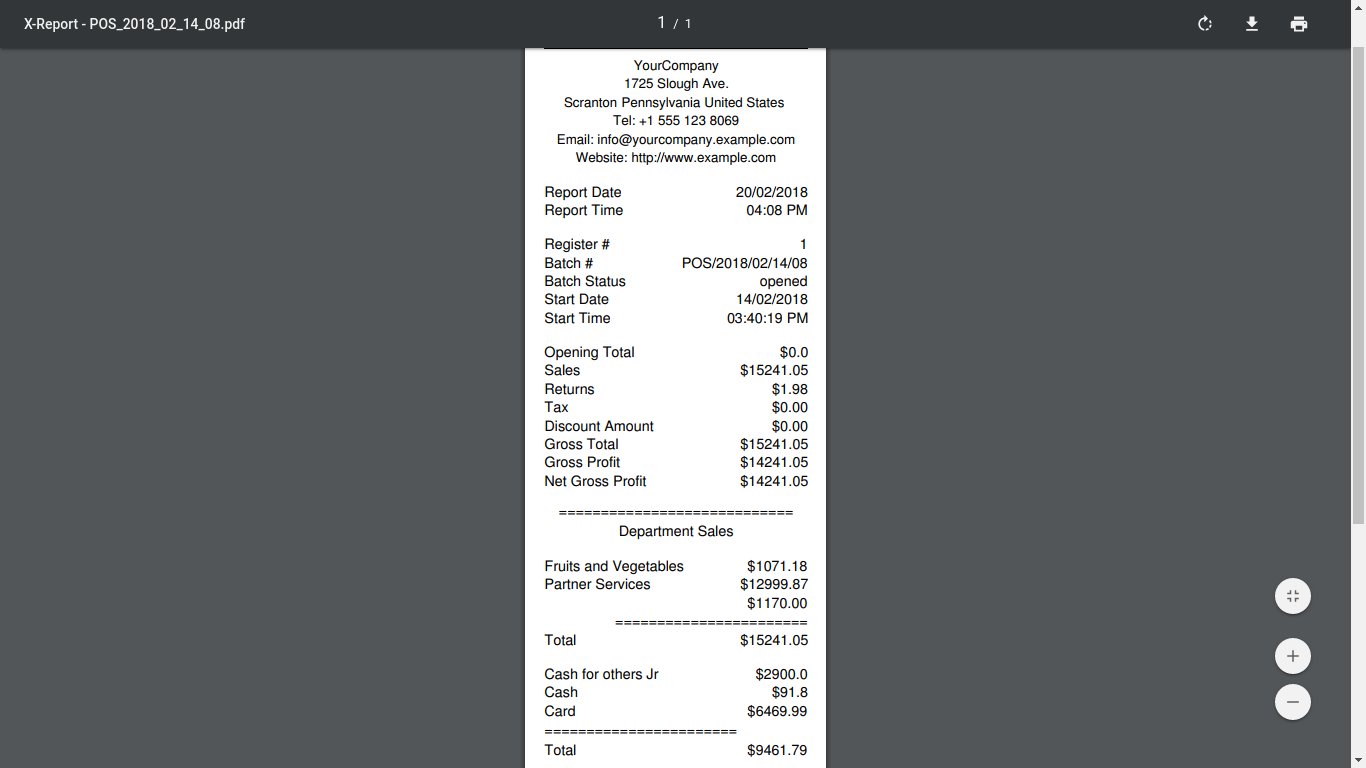 X-Report - POS_2018_02_14_08.pdf
1 / 1
YourCompany
1725 Slough Ave.
Scranton Pennsylvania United States
Tel: +1 555 123 8069
Email: info@yourcompany.example.com
Website: http://www.example.com
Report Date 20/02/2018
Report Time 04:08 PM
Register # 1
Batch # POS/2018/02/14/08
Batch Status opened
Start Date 14/02/2018
Start Time 03:40:19 PM
Opening Total $0.0
Sales $15241.05
Returns $1.98
Tax $0.00
Discount Amount $0.00
Gross Total $15241.05
Gross Profit $14241.05
Net Gross Profit $14241.05
============================
Department Sales
Fruits and Vegetables $1071.18
Partner Services $12999.87
$1170.00
=======================
Total $15241.05
Cash for others Jr $2900.0
Cash $91.8
Card $6469.99
=======================
Total $9461.79